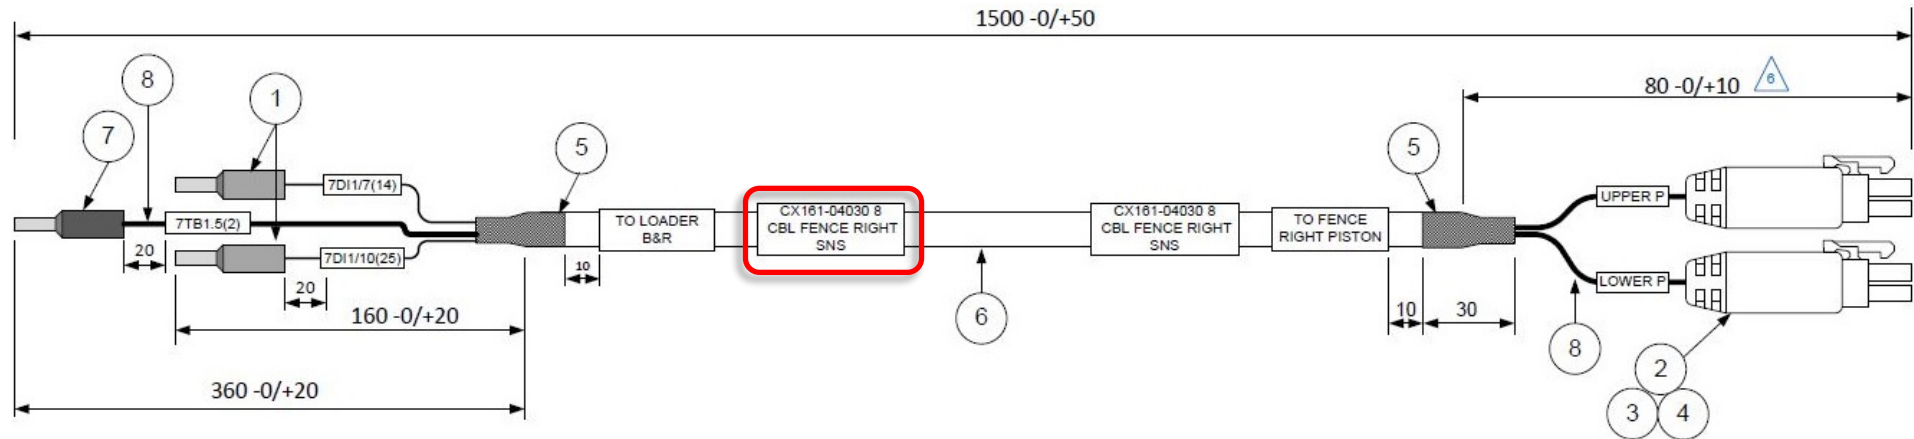 1500 -0/+50
80 -0/+10
6
8
1
7
5
5
7DI1/7(14)
7TB1.5(2)
7DI1/10(25)
TO LOADER
B&R
CX161-04030 8
CBL FENCE RIGHT
SNS
CX161-04030 8
CBL FENCE RIGHT
SNS
TO FENCE
RIGHT PISTON
UPPER P
LOWER P
20
20
10
10
30
160 -0/+20
6
8
2
3
4
360 -0/+20